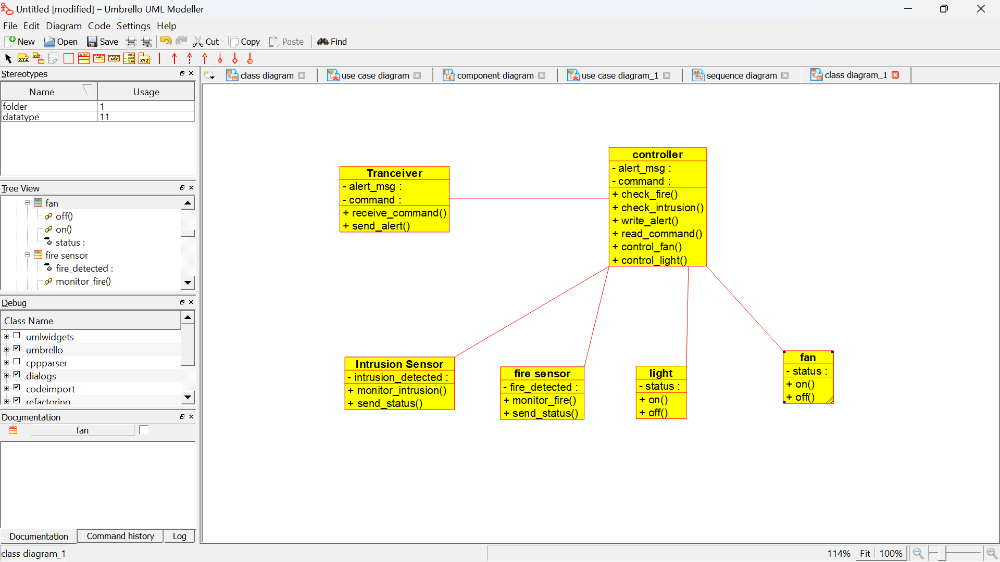 Untitled [modified] – Umbrello UML Modeller
File Edit Diagram Code Settings Help
New Open Save Cut Copy Paste Find
Stereotypes
Name Usage
folder 1
datatype 11
Tree View
fan
off()
on()
status :
fire sensor
fire_detected :
monitor_fire()
Debug
Class Name
umlwidgets
umbrello
cppparser
dialogs
codeimport
refactoring
Documentation
fan
Documentation Command history Log
class diagram use case diagram component diagram use case diagram_1 sequence diagram class diagram_1
Tranceiver
- alert_msg :
- command :
+ receive_command()
+ send_alert()
controller
- alert_msg :
- command :
+ check_fire()
+ check_intrusion()
+ write_alert()
+ read_command()
+ control_fan()
+ control_light()
Intrusion Sensor
- intrusion_detected :
+ monitor_intrusion()
+ send_status()
fire sensor
- fire_detected :
+ monitor_fire()
+ send_status()
light
- status :
+ on()
+ off()
fan
- status :
+ on()
+ off()
class diagram_1
114% Fit 100%